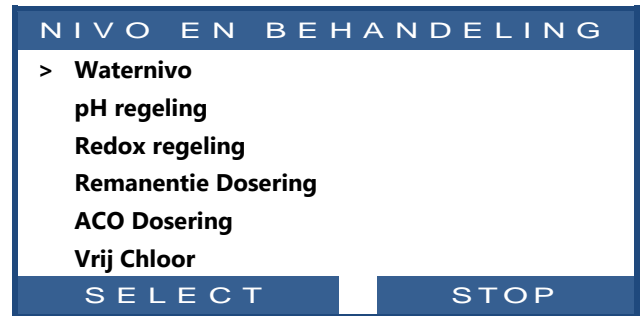 NIVO EN BEHANDELING
> Waternivo
pH regeling
Redox regeling
Remanentie Dosering
ACO Dosering
Vrij Chloor
SELECT STOP